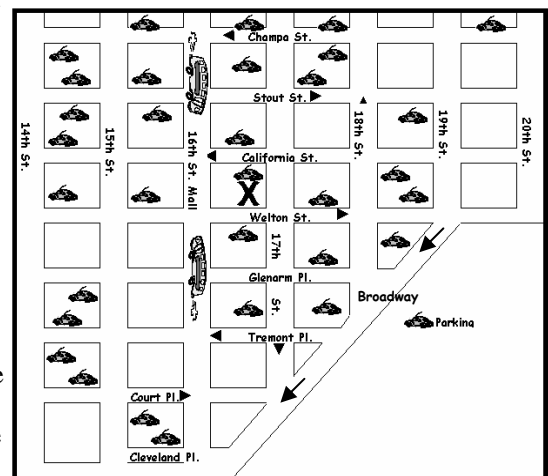 Champa St.
Stout St.
14th St.
15th St.
16th St. Mall
18th St.
19th St.
20th St.
California St.
X
Welton St.
17th
St.
Glenarm Pl.
Broadway
Parking
Tremont Pl.
Court Pl.
Cleveland Pl.
e